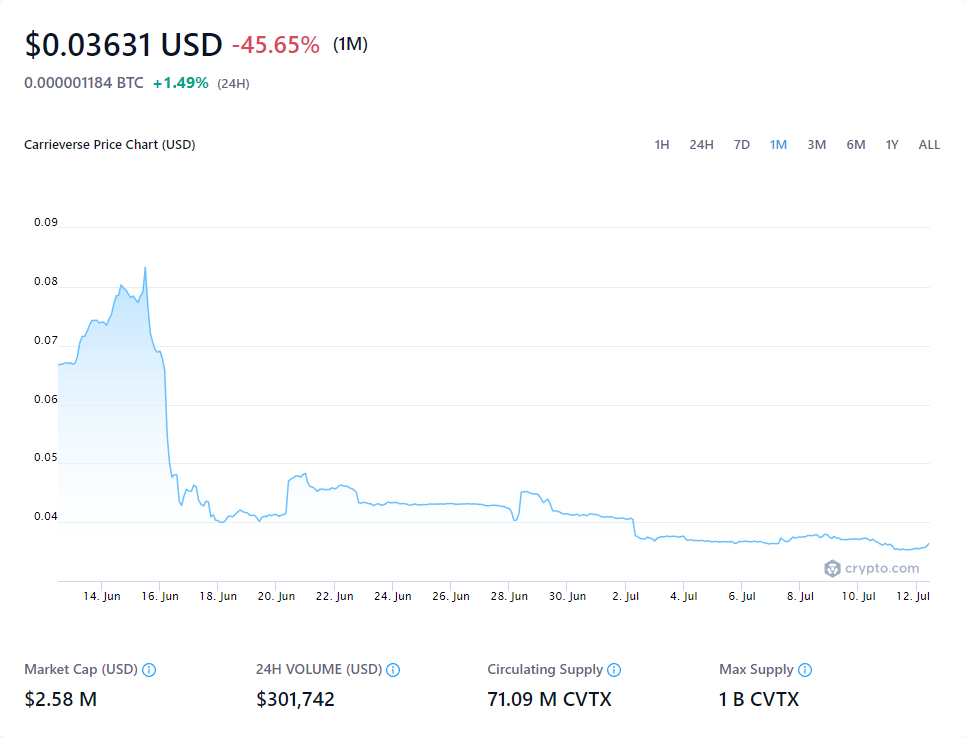 $0.03631 USD -45.65% (1M)
0.000001184 BTC +1.49% (24H)
Carrieverse Price Chart (USD) 1H 24H 7D 1M 3M 6M 1Y ALL
0.09
0.08
0.07
0.06
0.05
0.04
crypto.com
14. Jun 16. Jun 18. Jun 20. Jun 22. Jun 24. Jun 26. Jun 28. Jun 30. Jun 2. Jul 4. Jul 6. Jul 8. Jul 10. Jul 12. Jul
Market Cap (USD) 24H VOLUME (USD) Circulating Supply Max Supply
$2.58 M $301,742 71.09 M CVTX 1 B CVTX